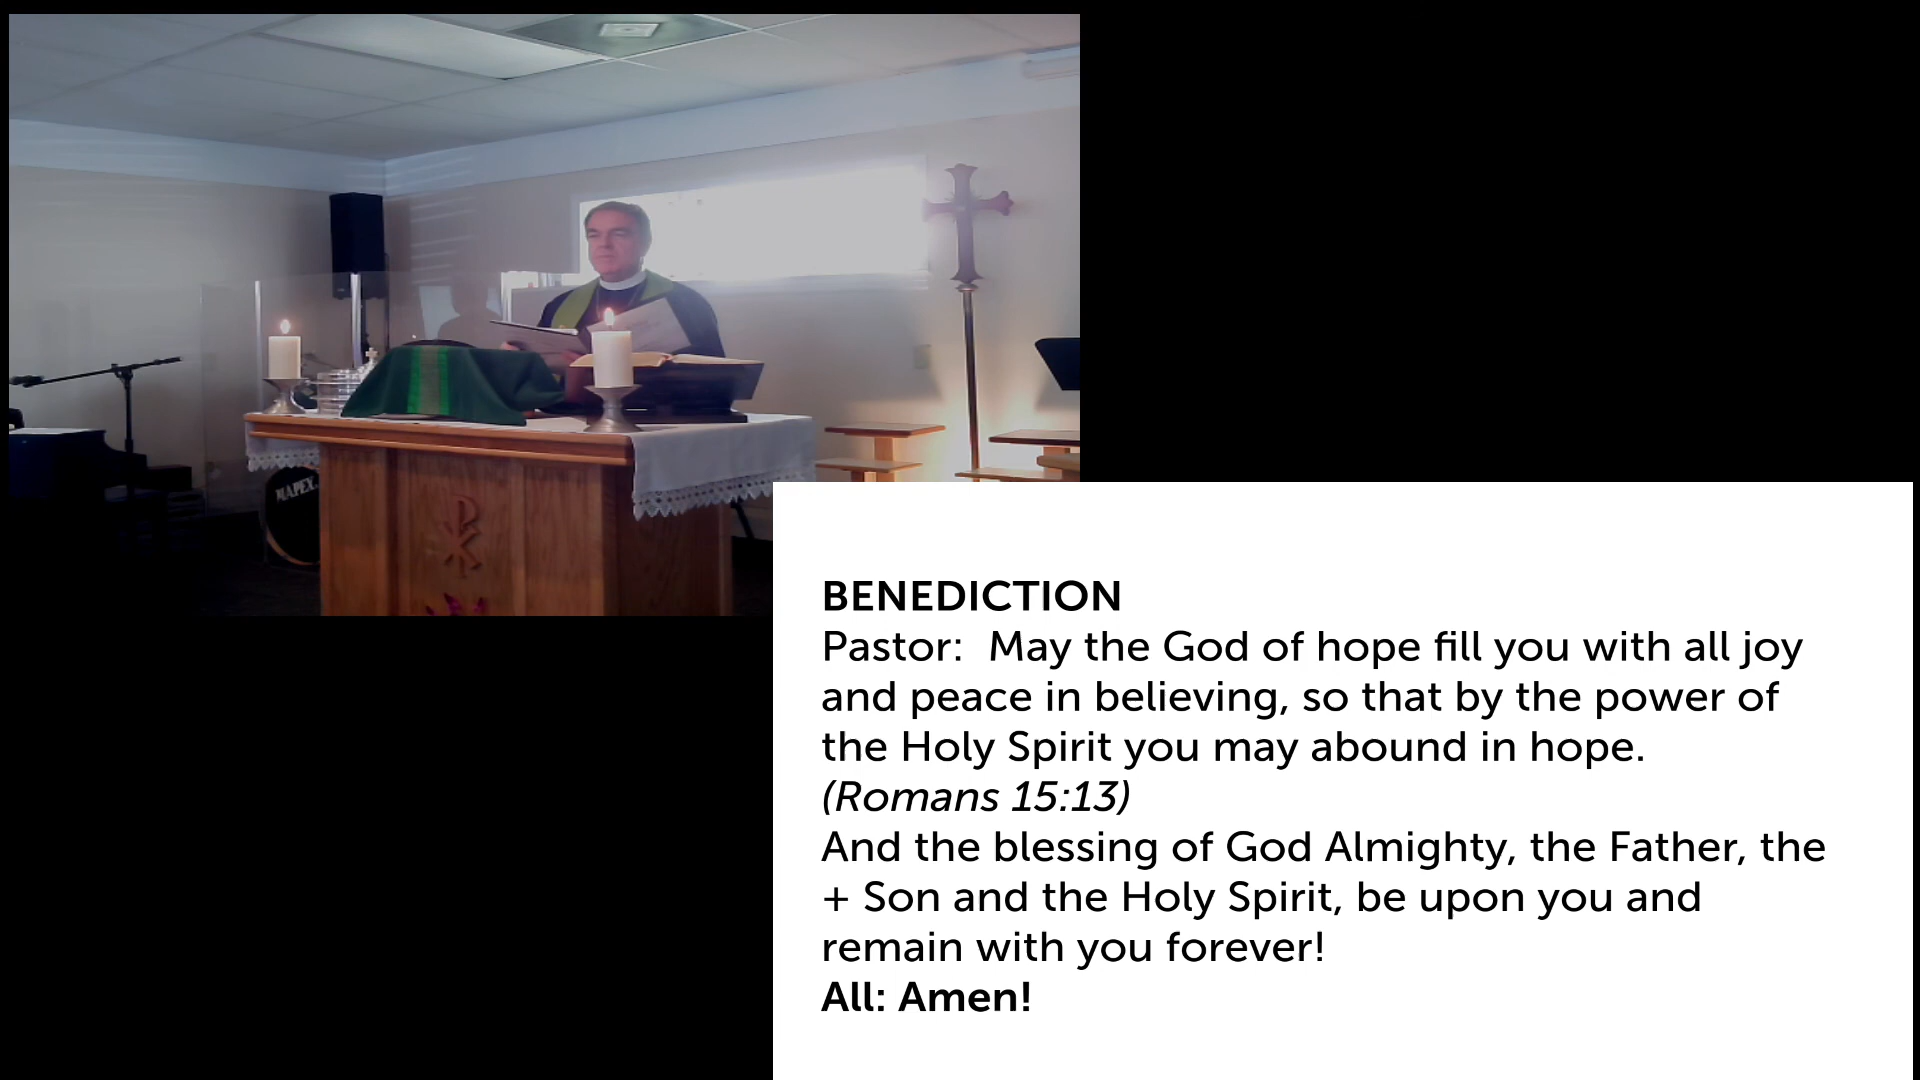 MAPEX
BENEDICTION
Pastor:  May the God of hope fill you with all joy
and peace in believing, so that by the power of
the Holy Spirit you may abound in hope.
(Romans 15:13)
And the blessing of God Almighty, the Father, the
+ Son and the Holy Spirit, be upon you and
remain with you forever!
All: Amen!